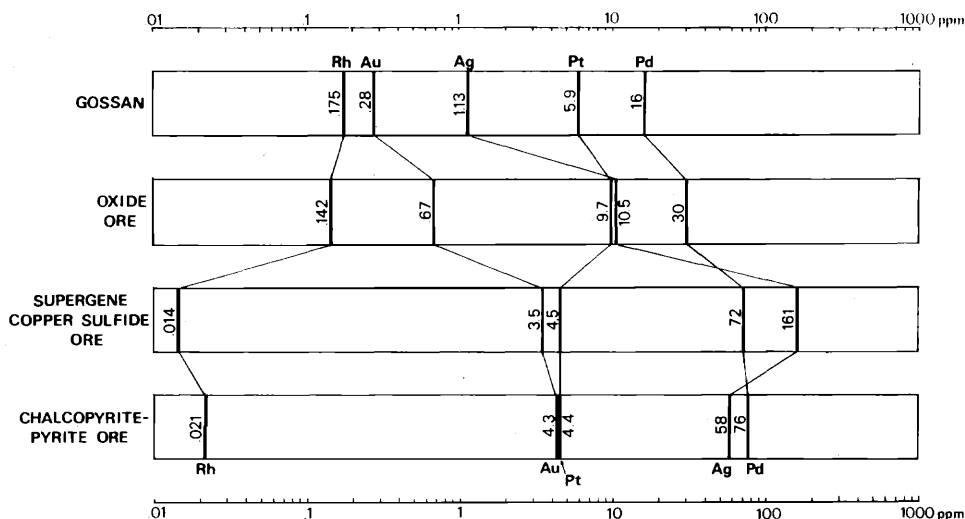 .01 .1 1 10 100 1000 ppm
Rh Au Ag Pt Pd
GOSSAN .175 .28 1.13 5.9 16
OXIDE
ORE
.142 .67 9.7 10.5 30
SUPERGENE
COPPER SULFIDE
ORE
.014 3.5 4.5 72 161
CHALCOPYRITE-
PYRITE ORE
.021 4.3 4.4 58 76
Rh Au Pt Ag Pd
.01 .1 1 10 100 1000 ppm